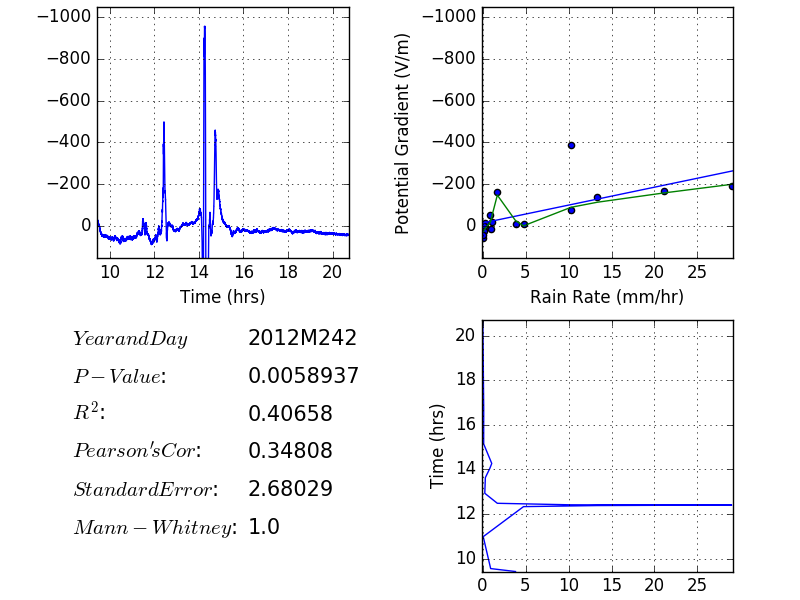 −1000
−800
−600
−400
−200
0
10 12 14 16 18 20
Time (hrs)
Potential Gradient (V/m)
−1000
−800
−600
−400
−200
0
0 5 10 15 20 25
Rain Rate (mm/hr)
YearandDay 2012M242
P−Value: 0.0058937
R²: 0.40658
Pearson'sCor: 0.34808
StandardError: 2.68029
Mann−Whitney: 1.0
Time (hrs)
20
18
16
14
12
10
0 5 10 15 20 25